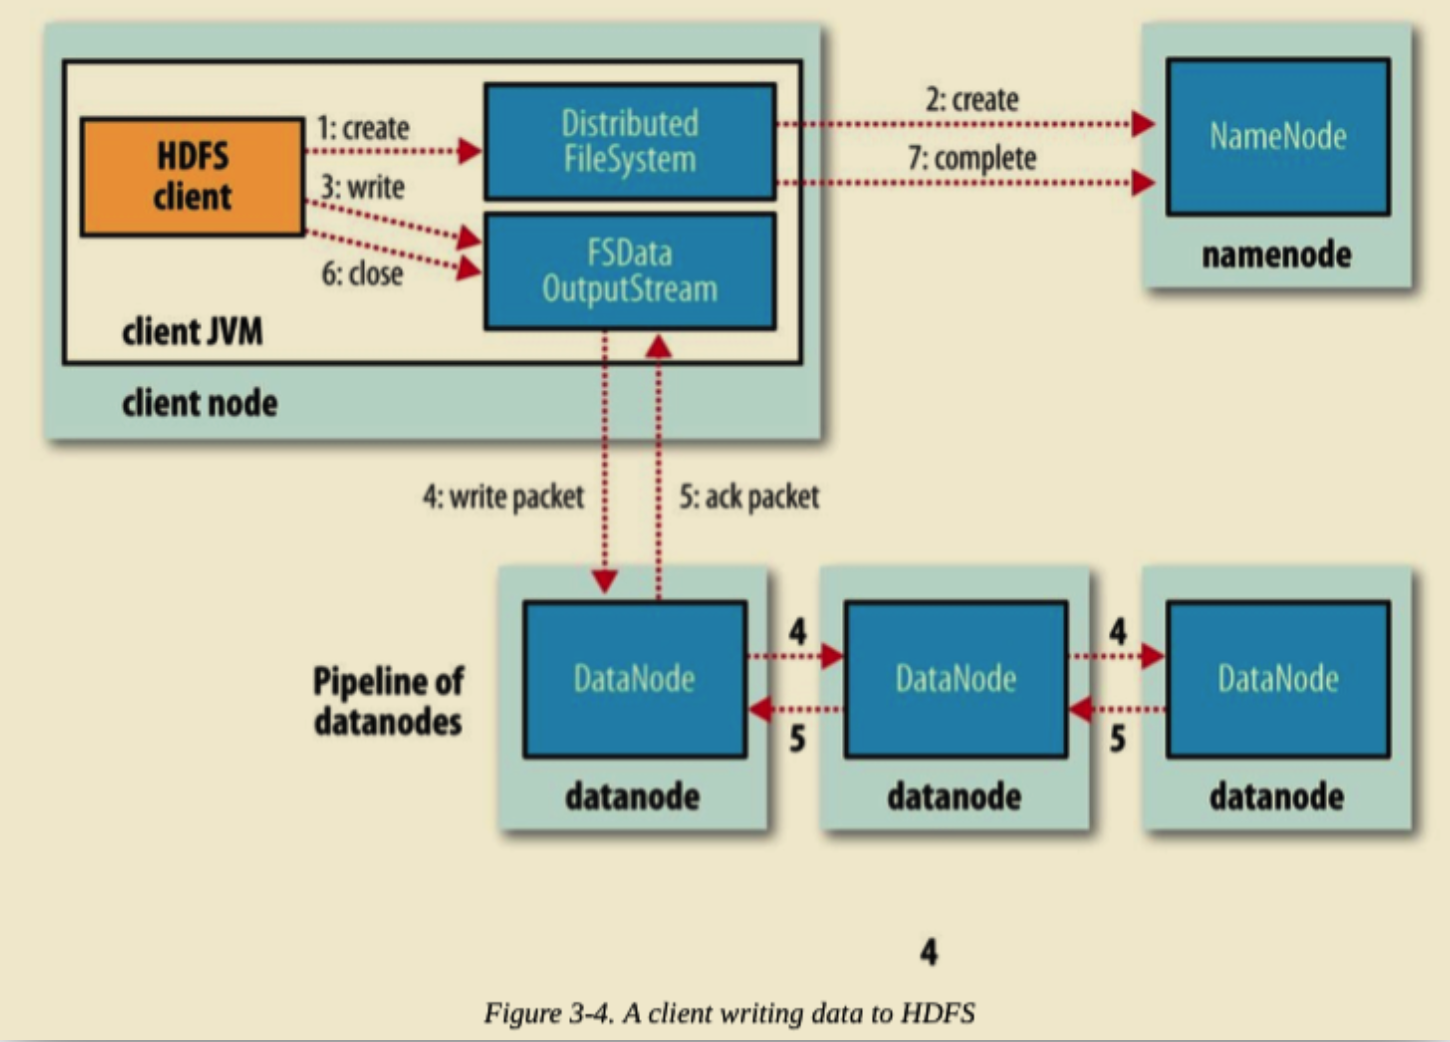 HDFS
client
1: create
3: write
6: close
Distributed
FileSystem
FSData
OutputStream
client JVM
client node
2: create
7: complete
NameNode
namenode
4: write packet
5: ack packet
Pipeline of
datanodes
DataNode
datanode
4
5
DataNode
datanode
4
5
DataNode
datanode
4
Figure 3-4. A client writing data to HDFS